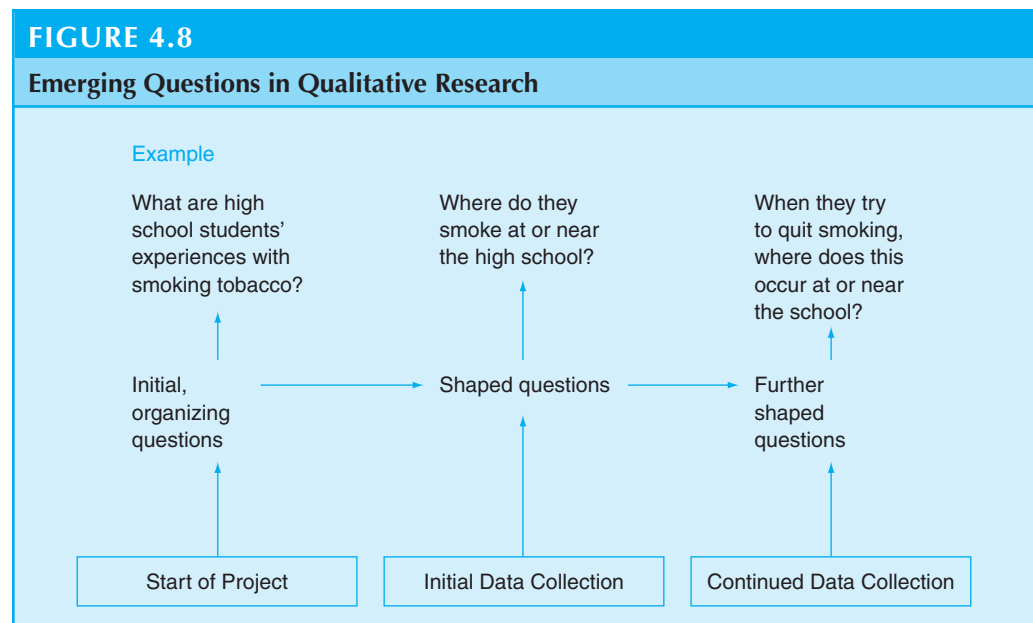 FIGURE 4.8
Emerging Questions in Qualitative Research
Example
What are high
school students’
experiences with
smoking tobacco?
Where do they
smoke at or near
the high school?
When they try
to quit smoking,
where does this
occur at or near
the school?
Initial,
organizing
questions
Shaped questions
Further
shaped
questions
Start of Project
Initial Data Collection
Continued Data Collection